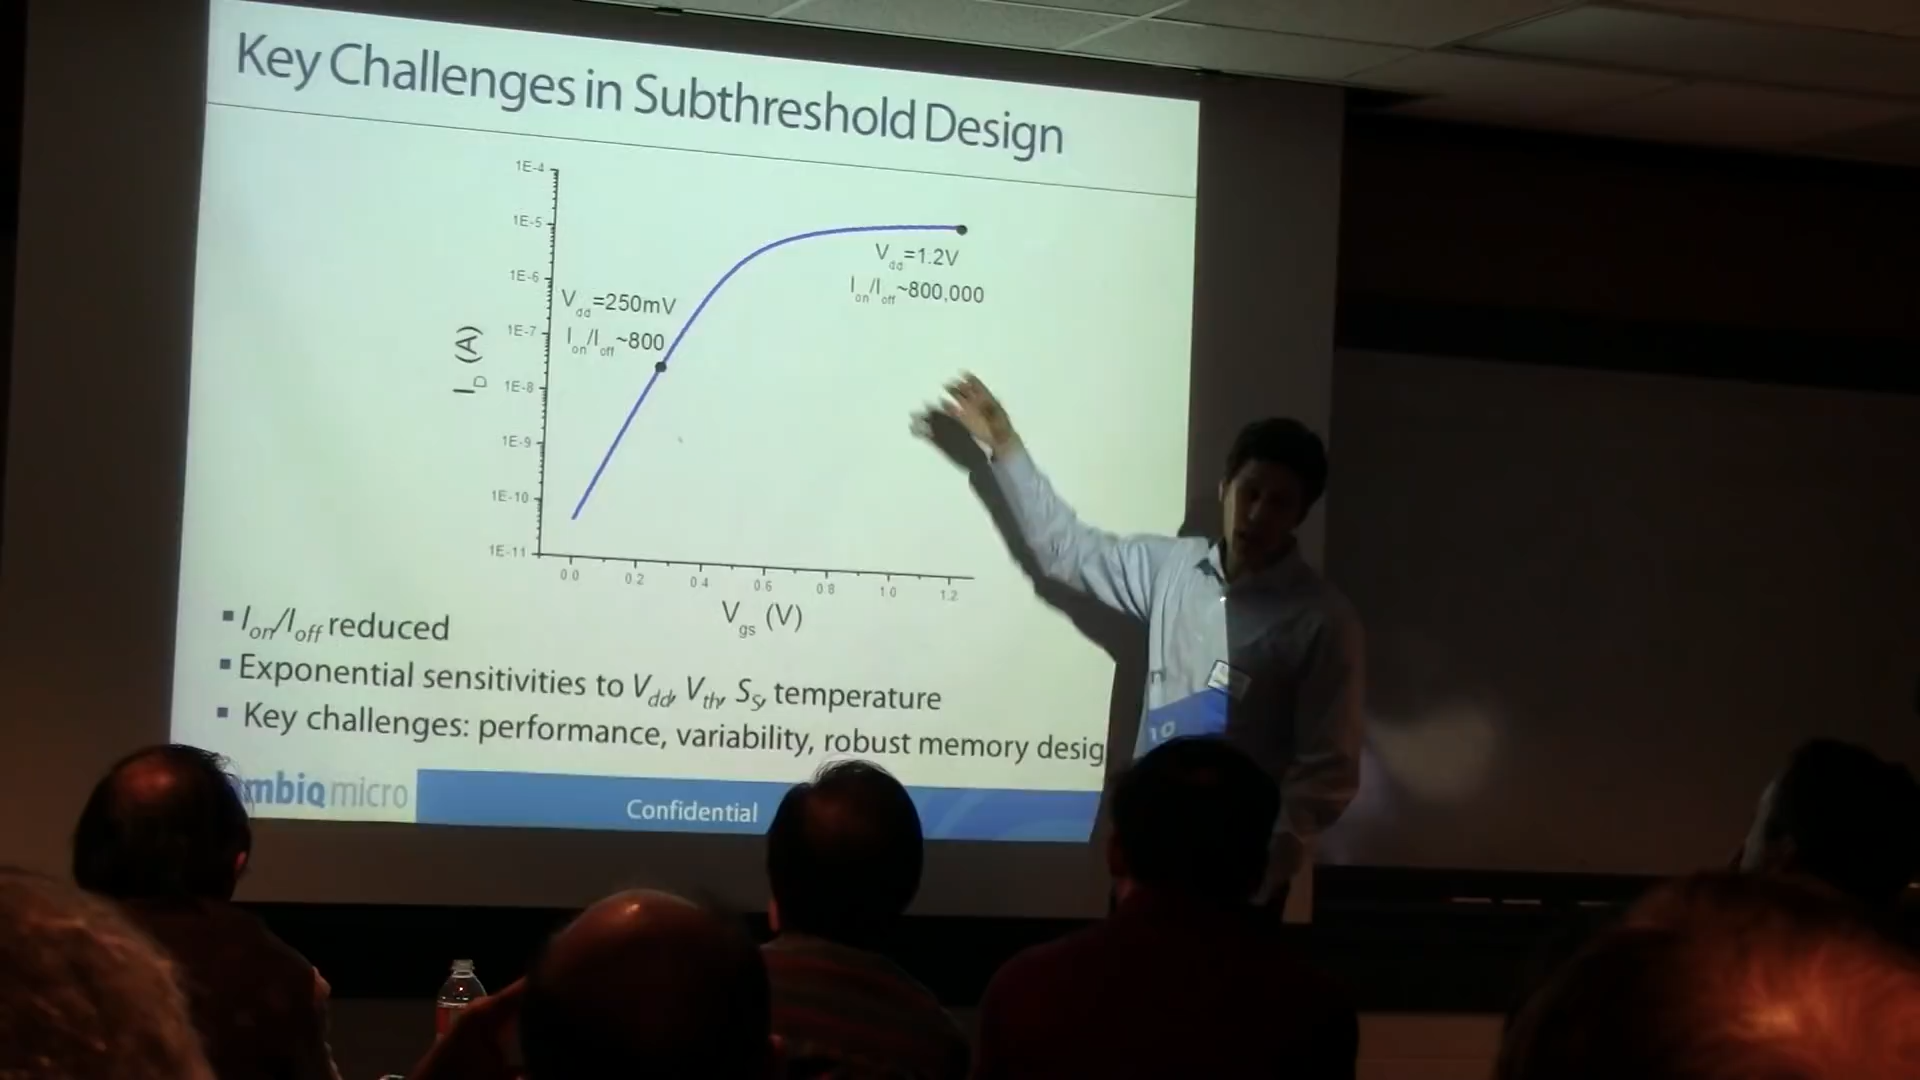 Key Challenges in Subthreshold Design
1E-4
1E-5
1E-6
1E-7
1E-8
1E-9
1E-10
1E-11
I_D (A)
V_dd=250mV
I_on/I_off~800
V_dd=1.2V
I_on/I_off~800,000
0.0 0.2 0.4 0.6 0.8 1.0 1.2
V_gs (V)
▪ I_on/I_off reduced
▪ Exponential sensitivities to V_dd, V_th, S_S, temperature
▪ Key challenges: performance, variability, robust memory desig
n
mbiq micro
Confidential
10